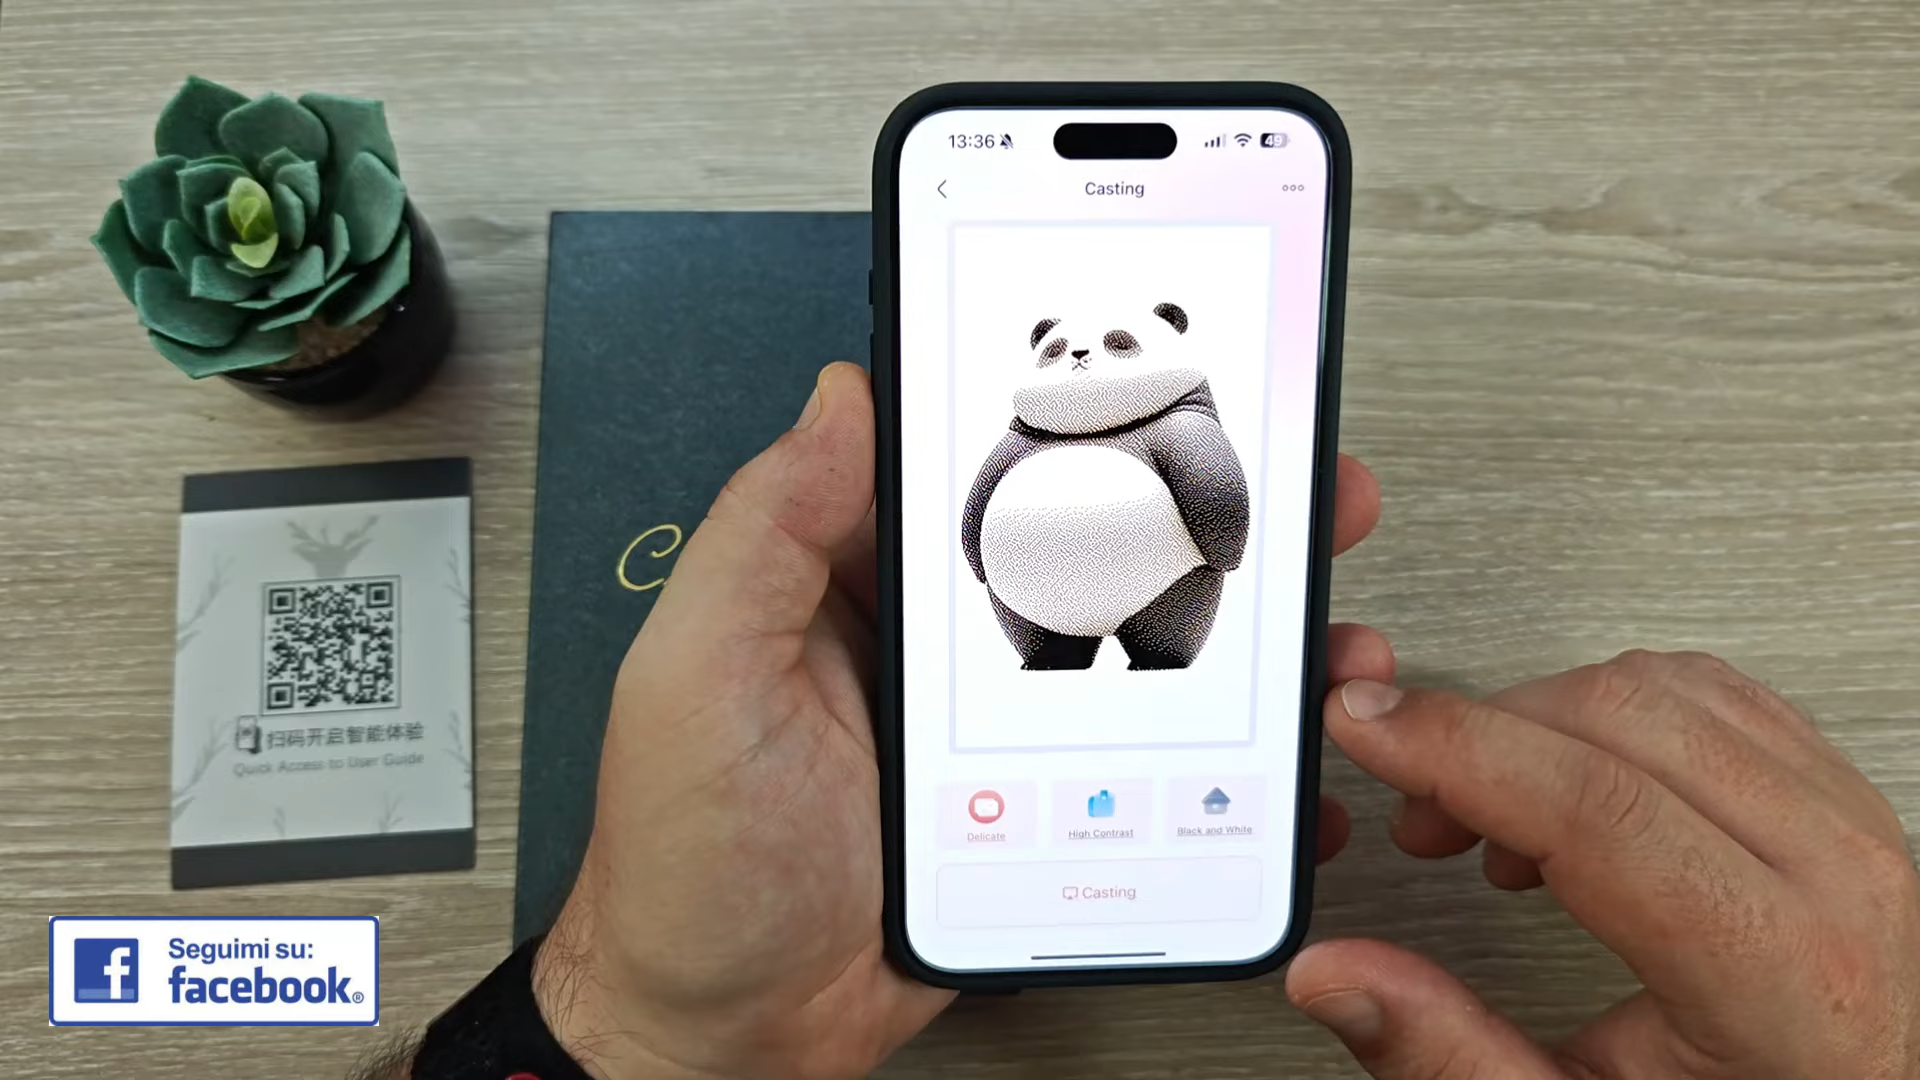 13:36
49
Casting
Delicate
High Contrast
Black and White
Casting
扫码开启智能体验
Quick Access to User Guide
Seguimi su:
facebook®